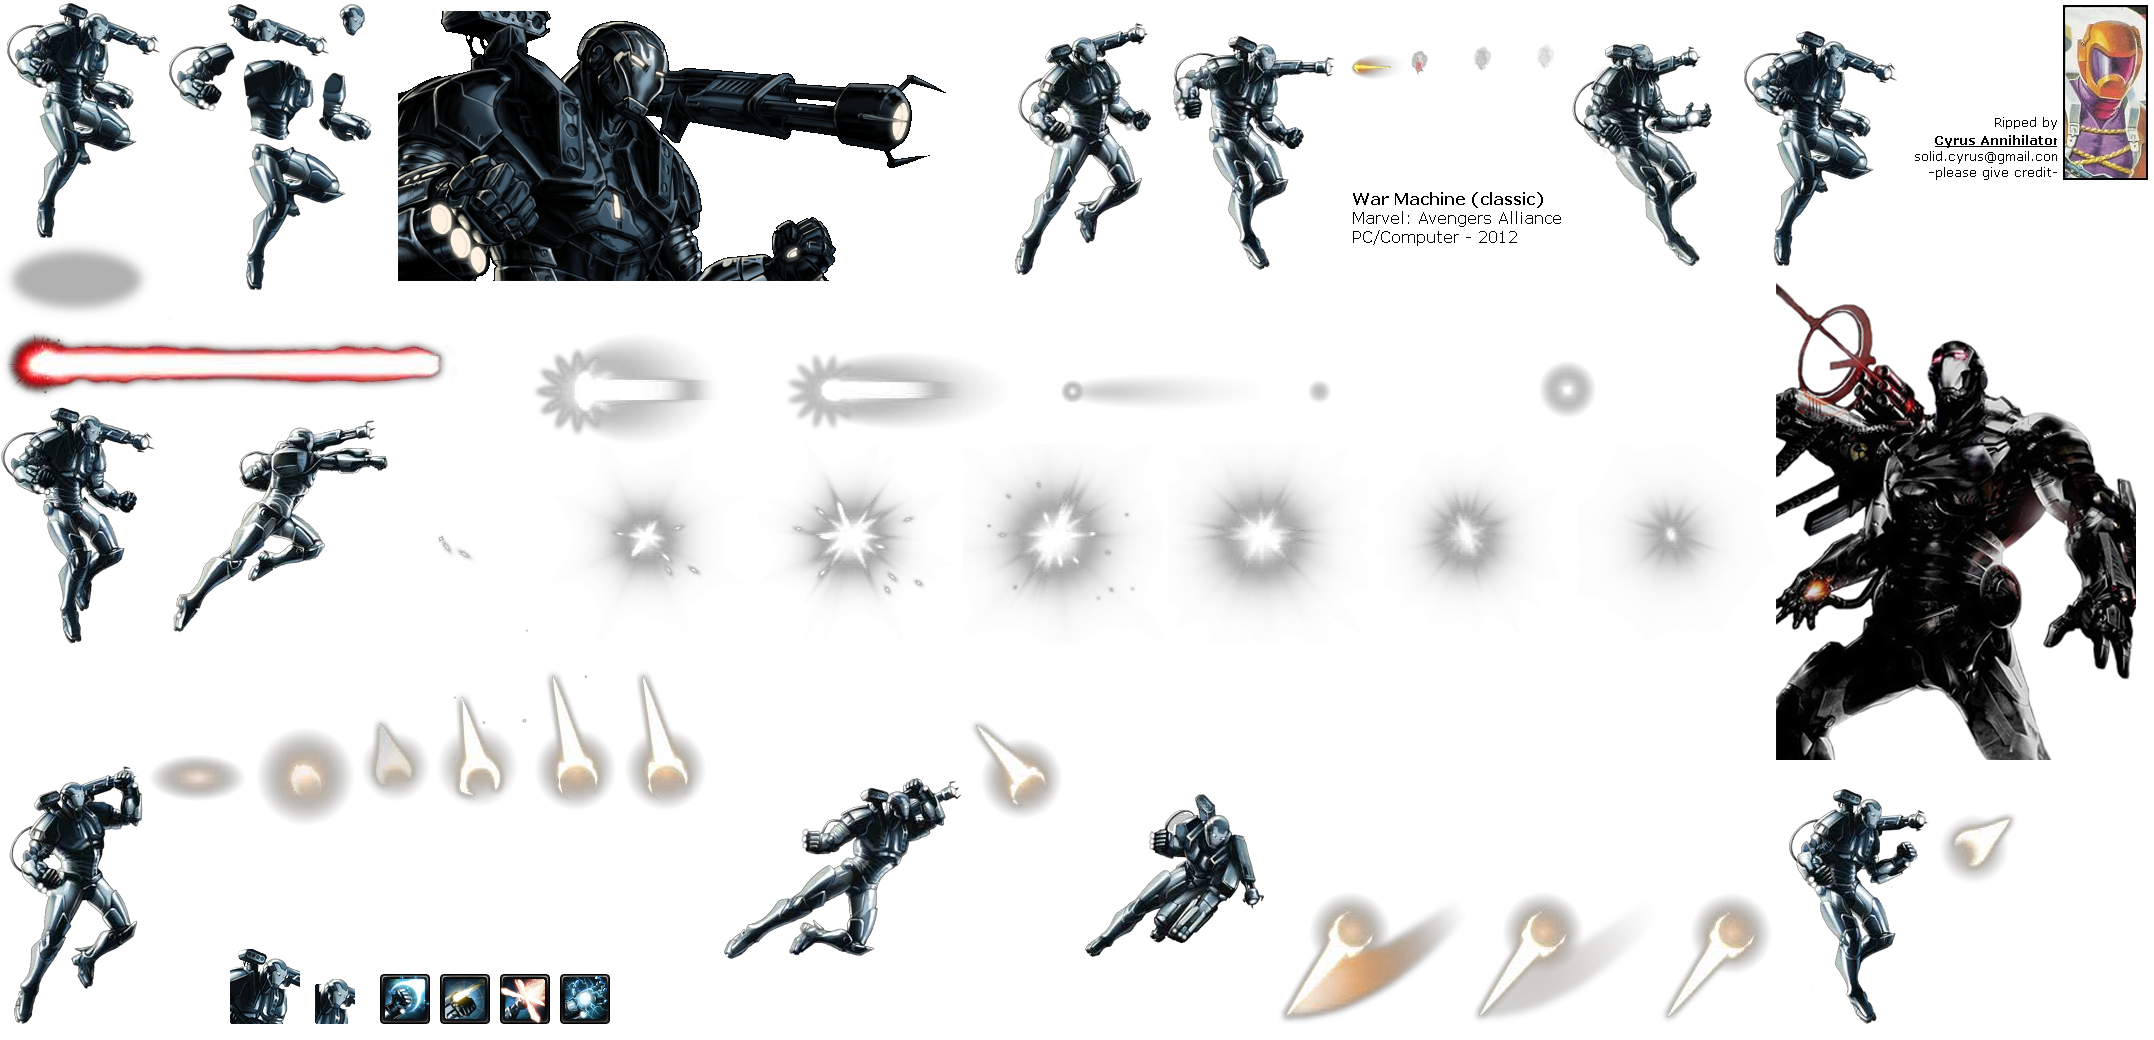 Ripped by
Cyrus Annihilator
solid.cyrus@gmail.con
-please give credit-
War Machine (classic)
Marvel: Avengers Alliance
PC/Computer - 2012